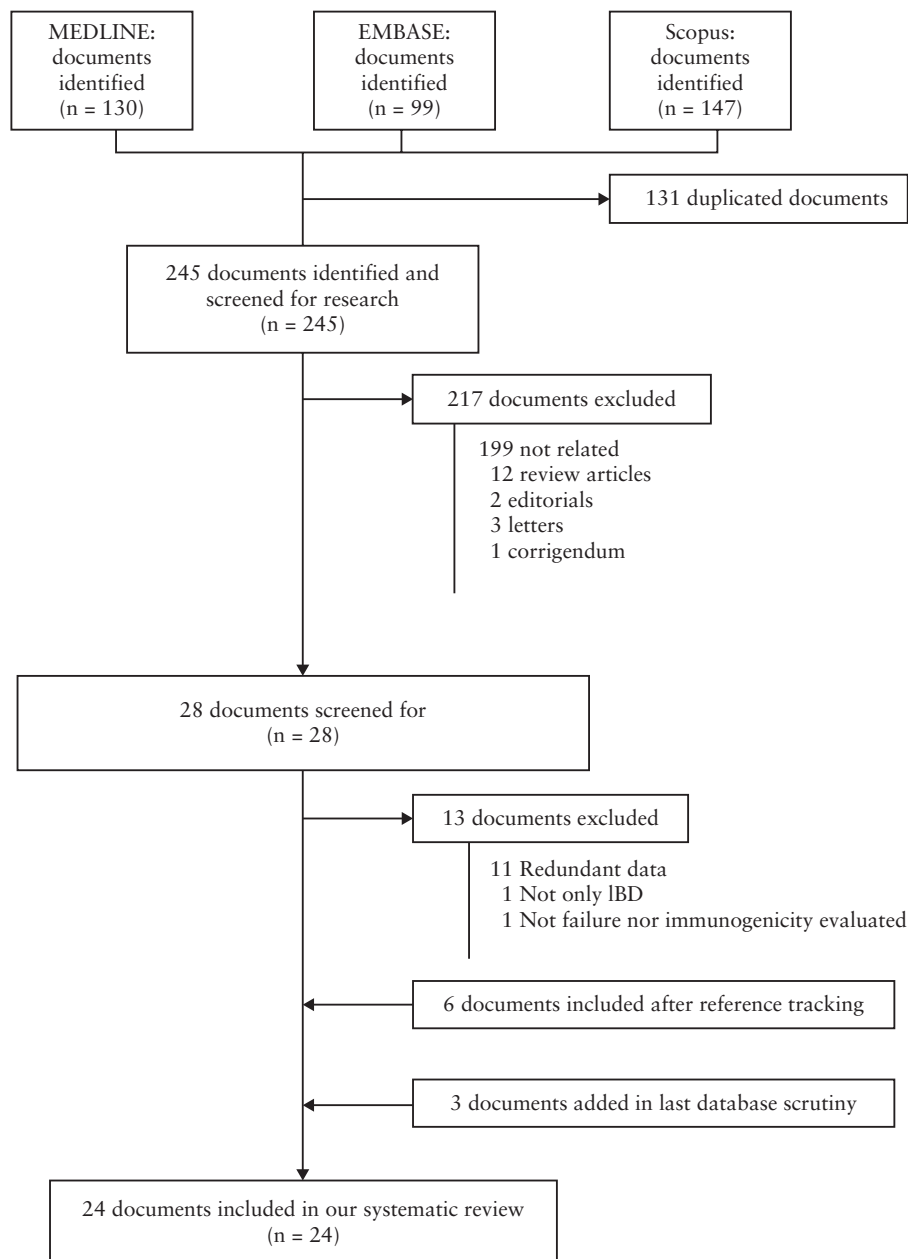 MEDLINE:
documents
identified
(n = 130)
EMBASE:
documents
identified
(n = 99)
Scopus:
documents
identified
(n = 147)
131 duplicated documents
245 documents identified and
screened for research
(n = 245)
217 documents excluded
199 not related
12 review articles
2 editorials
3 letters
1 corrigendum
28 documents screened for
(n = 28)
13 documents excluded
11 Redundant data
1 Not only lBD
1 Not failure nor immunogenicity evaluated
6 documents included after reference tracking
3 documents added in last database scrutiny
24 documents included in our systematic review
(n = 24)